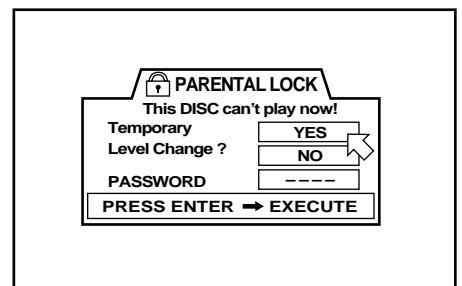 PARENTAL LOCK
This DISC can't play now!
Temporary YES
Level Change ? NO
PASSWORD – – – –
PRESS ENTER ➡ EXECUTE